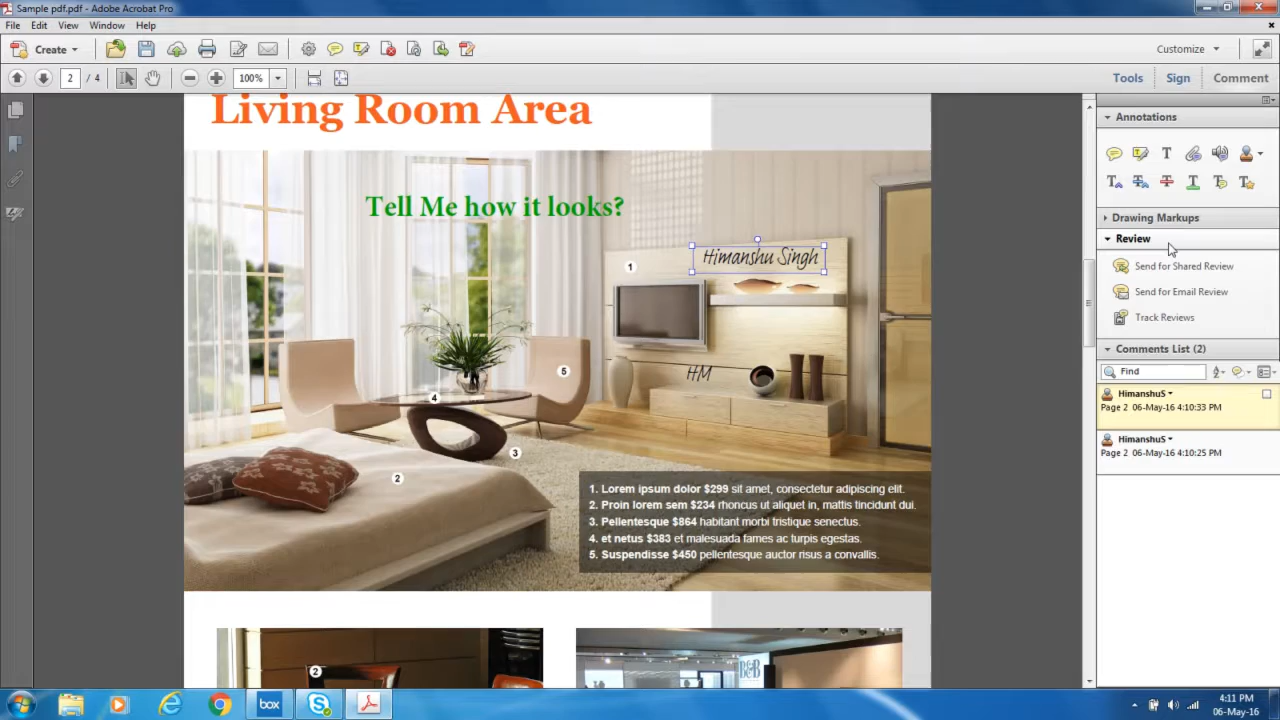 Sample pdf.pdf - Adobe Acrobat Pro
File Edit View Window Help
Create
Customize
2 / 4
100%
Tools Sign Comment
Living Room Area
Tell Me how it looks?
Himanshu Singh
1
5
HM
4
3
2
1. Lorem ipsum dolor $299 sit amet, consectetur adipiscing elit.
2. Proin lorem sem $234 rhoncus ut aliquet in, mattis tincidunt dui.
3. Pellentesque $864 habitant morbi tristique senectus.
4. et netus $383 et malesuada fames ac turpis egestas.
5. Suspendisse $450 pellentesque auctor risus a convallis.
2
B&B
Annotations
Drawing Markups
Review
Send for Shared Review
Send for Email Review
Track Reviews
Comments List (2)
Find
HimanshuS
Page 2 06-May-16 4:10:33 PM
HimanshuS
Page 2 06-May-16 4:10:25 PM
box
4:11 PM
06-May-16